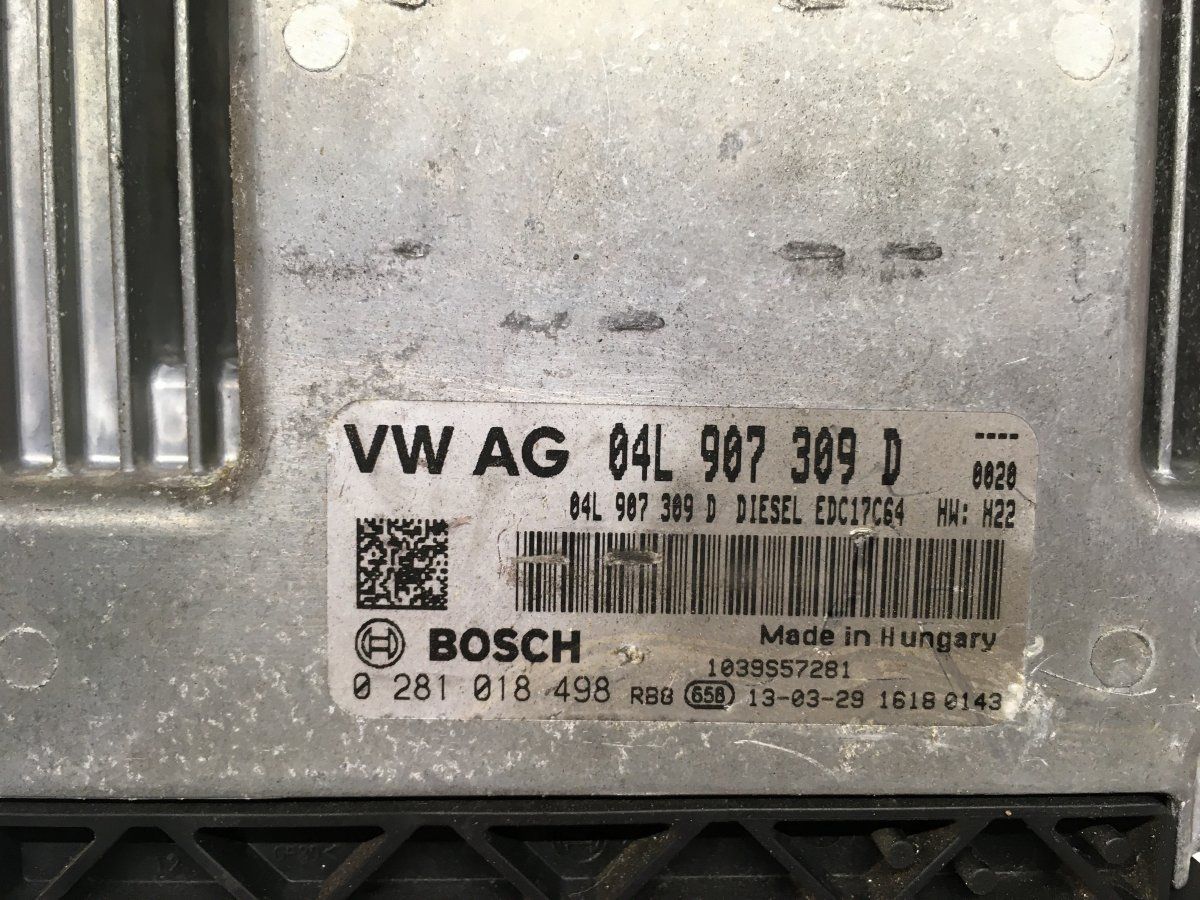 VW AG 04L 907 309 D ----
0020
04L 907 309 D DIESEL EDC17C64 HW: H22
BOSCH Made in Hungary
1039S57281
0 281 018 498 RB8 658 13-03-29 1618 0143